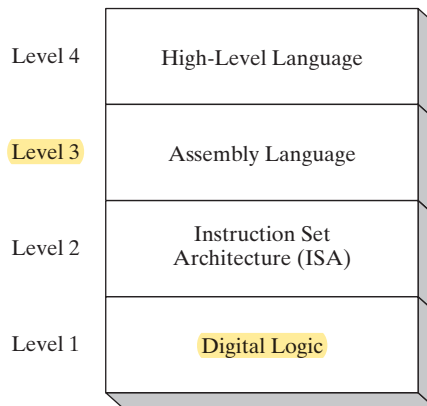 Level 4 High-Level Language
Level 3 Assembly Language
Level 2 Instruction Set
Architecture (ISA)
Level 1 Digital Logic